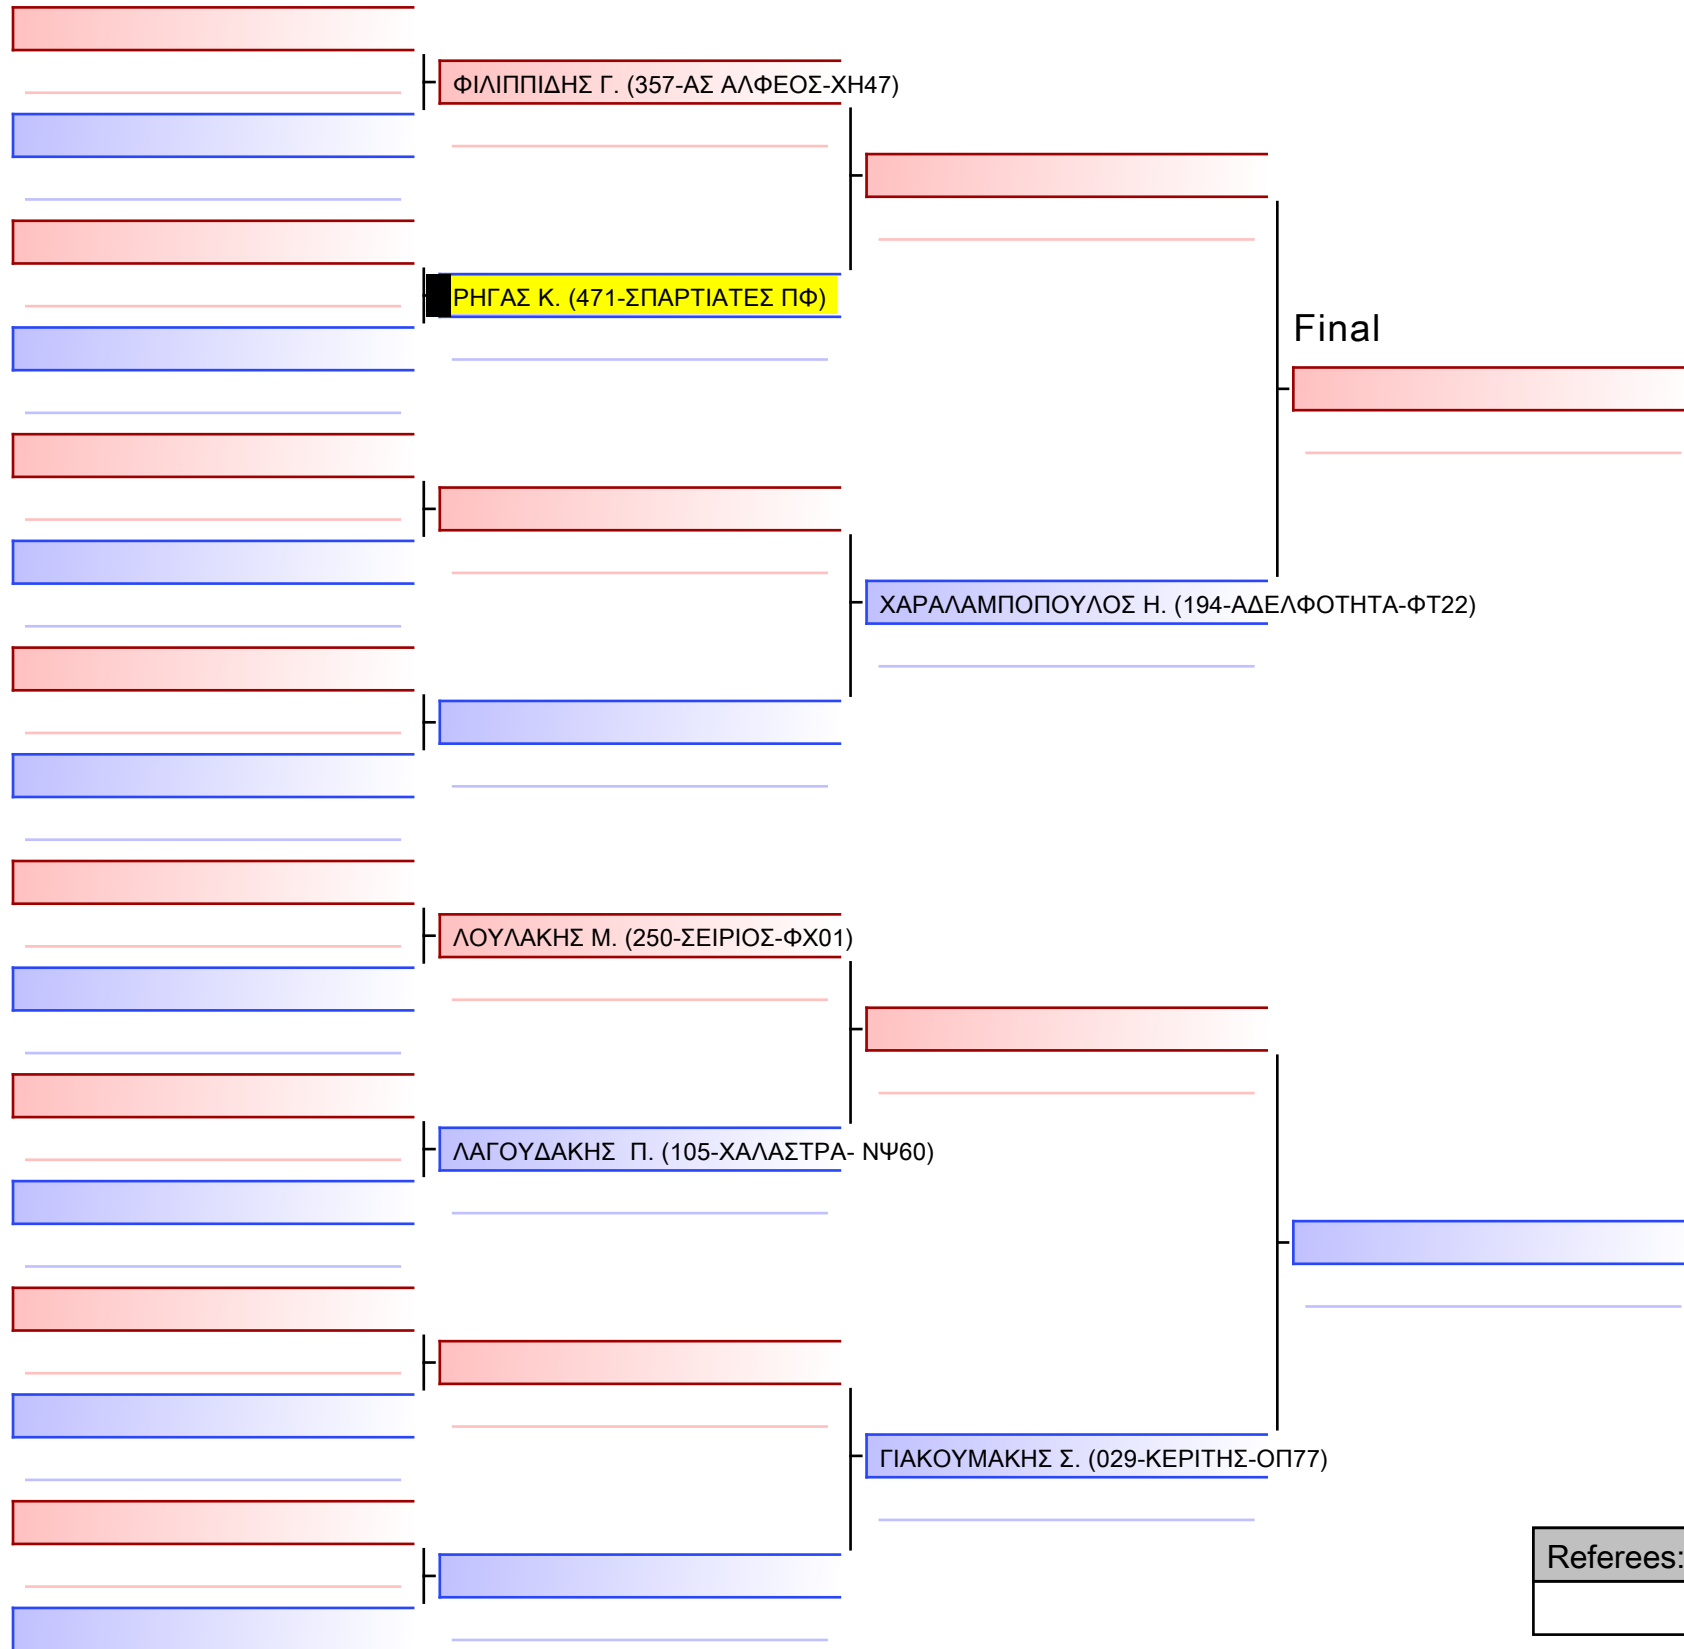 ΦΙΛΙΠΠΙΔΗΣ Γ. (357-ΑΣ ΑΛΦΕΟΣ-ΧΗ47)
ΡΗΓΑΣ Κ. (471-ΣΠΑΡΤΙΑΤΕΣ ΠΦ)
Final
ΧΑΡΑΛΑΜΠΟΠΟΥΛΟΣ Η. (194-ΑΔΕΛΦΟΤΗΤΑ-ΦΤ22)
ΛΟΥΛΑΚΗΣ Μ. (250-ΣΕΙΡΙΟΣ-ΦΧ01)
ΛΑΓΟΥΔΑΚΗΣ  Π. (105-ΧΑΛΑΣΤΡΑ- ΝΨ60)
ΓΙΑΚΟΥΜΑΚΗΣ Σ. (029-ΚΕΡΙΤΗΣ-ΟΠ77)
Referees: